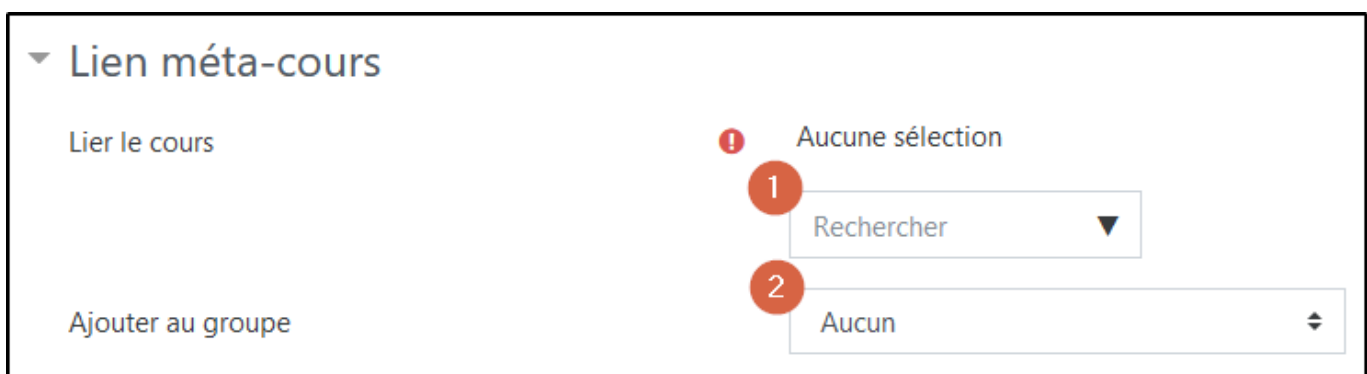 Lien méta-cours
Lier le cours
Aucune sélection
1
Rechercher
2
Ajouter au groupe
Aucun